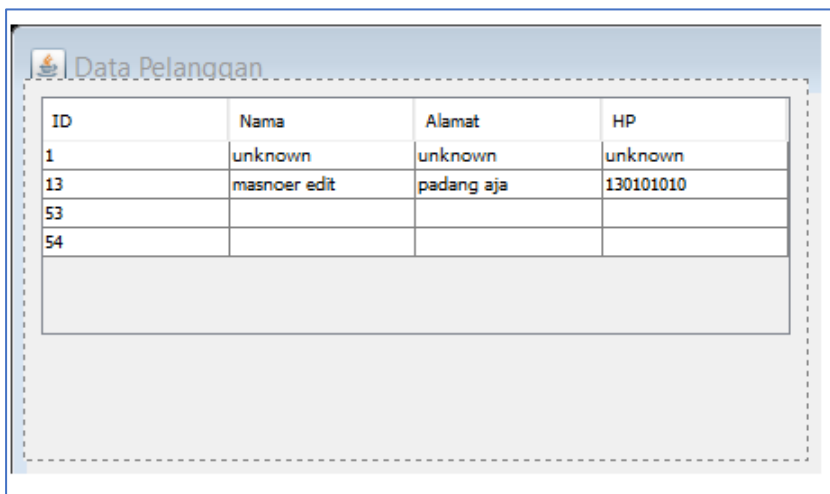 Data Pelanggan
ID Nama Alamat HP
1 unknown unknown unknown
13 masnoer edit padang aja 130101010
53
54